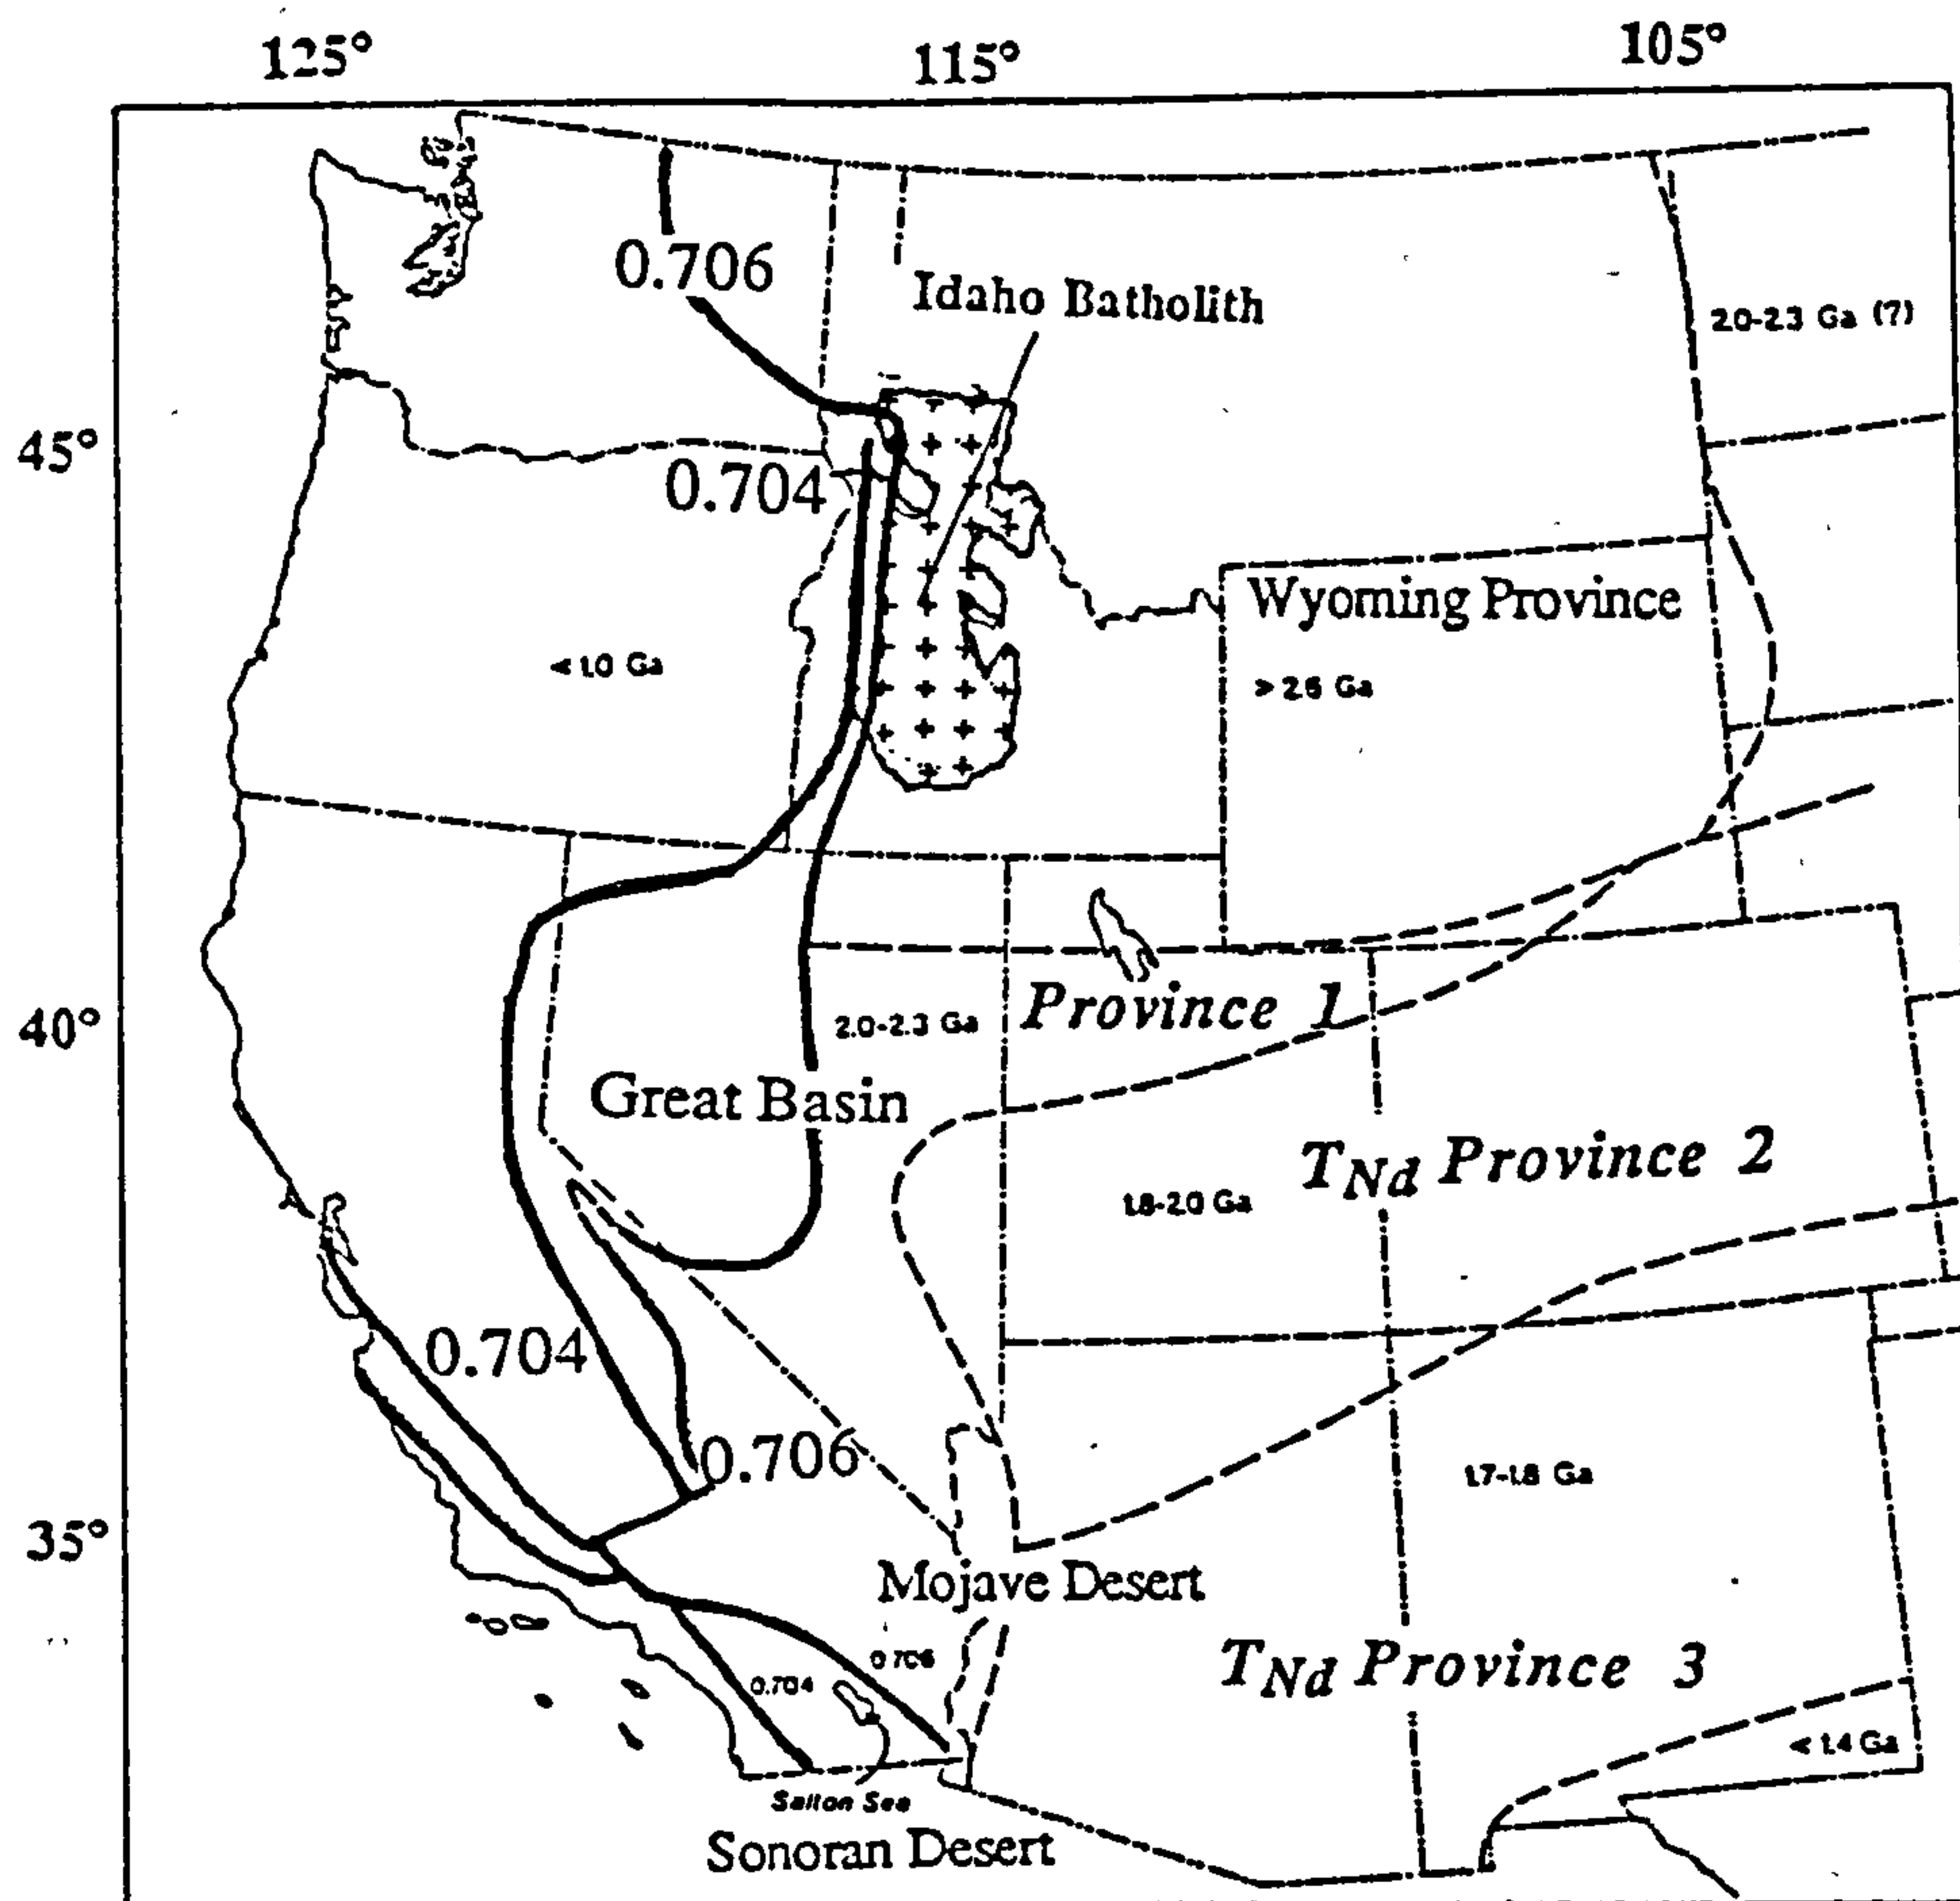 125°
115°
105°
0.706
Idaho Batholith
2.0-2.3 Ga (?)
45°
0.704
Wyoming Province
<1.0 Ga
>2.6 Ga
40°
Province 1
2.0-2.3 Ga
Great Basin
TNd Province 2
1.8-2.0 Ga
0.704
0.706
1.7-1.8 Ga
35°
Mojave Desert
TNd Province 3
0.706
0.704
<1.4 Ga
Salton Sea
Sonoran Desert